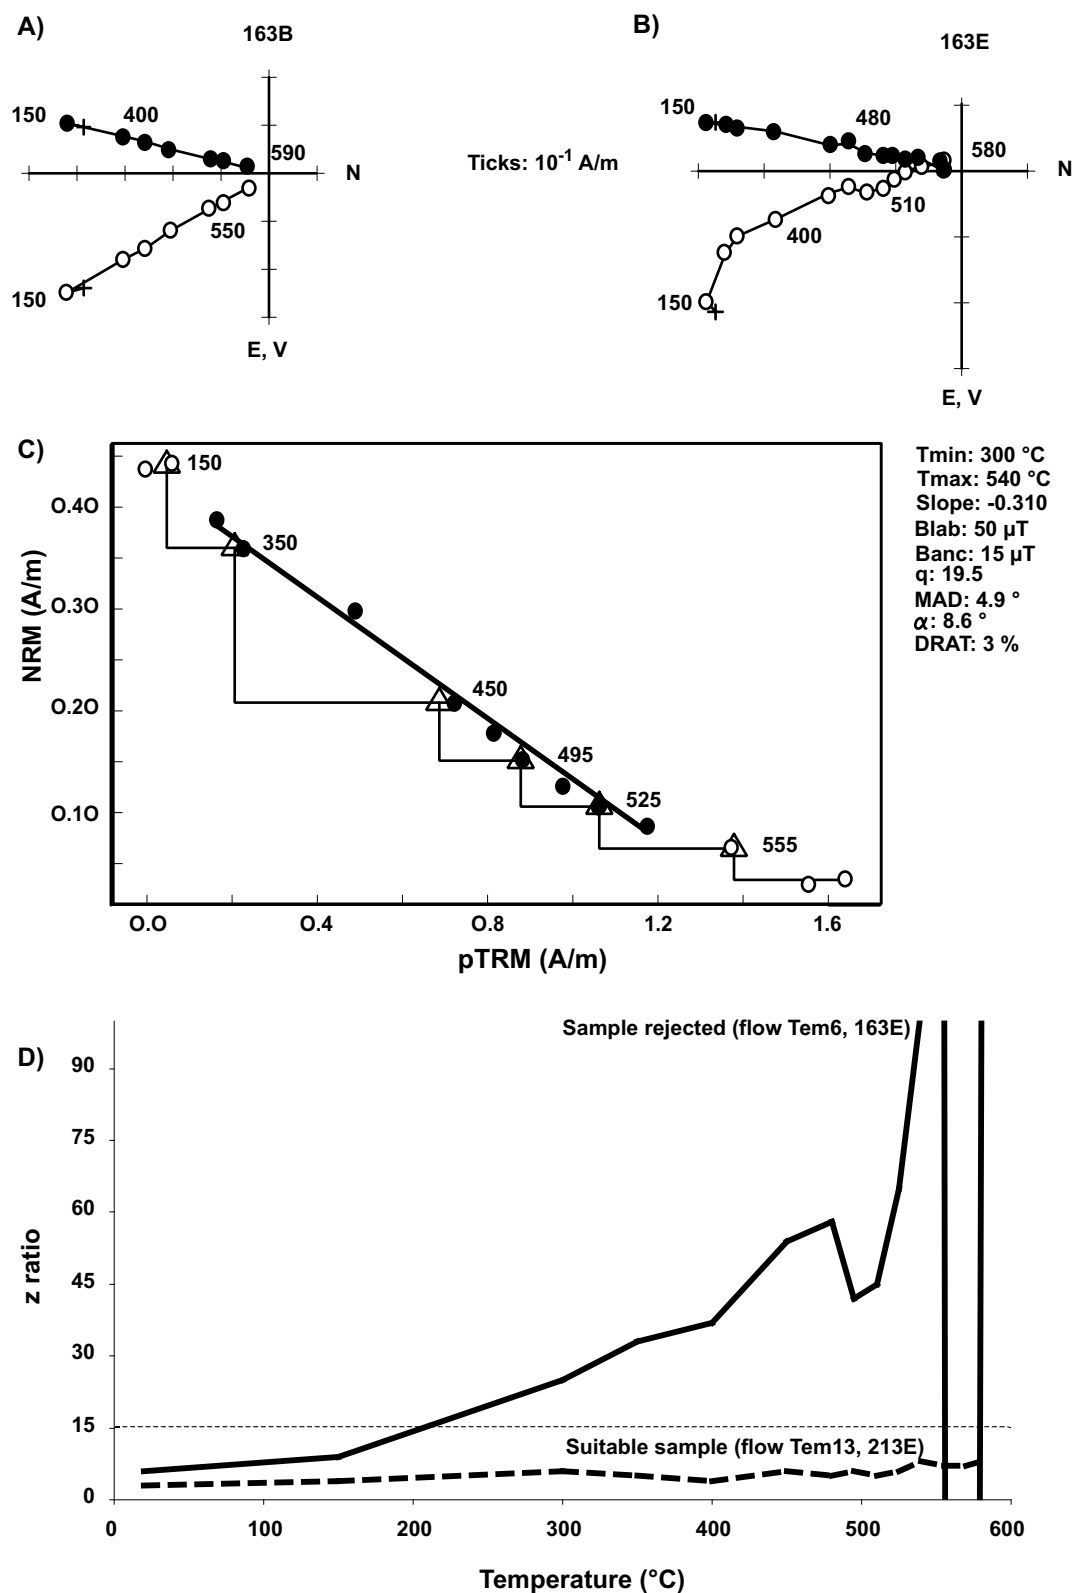 A)
163B
150
400
590
N
550
150
E, V
Ticks: 10⁻¹ A/m
B)
163E
150
480
580
N
510
400
150
E, V
C)
NRM (A/m)
O.4O
O.3O
O.2O
O.1O
150
350
450
495
525
555
O.O
O.4
O.8
1.2
1.6
pTRM (A/m)
Tmin: 300 °C
Tmax: 540 °C
Slope: -0.310
Blab: 50 µT
Banc: 15 µT
q: 19.5
MAD: 4.9 °
α: 8.6 °
DRAT: 3 %
D)
Sample rejected (flow Tem6, 163E)
z ratio
90
75
60
45
30
15
0
Suitable sample (flow Tem13, 213E)
0
100
200
300
400
500
600
Temperature (°C)